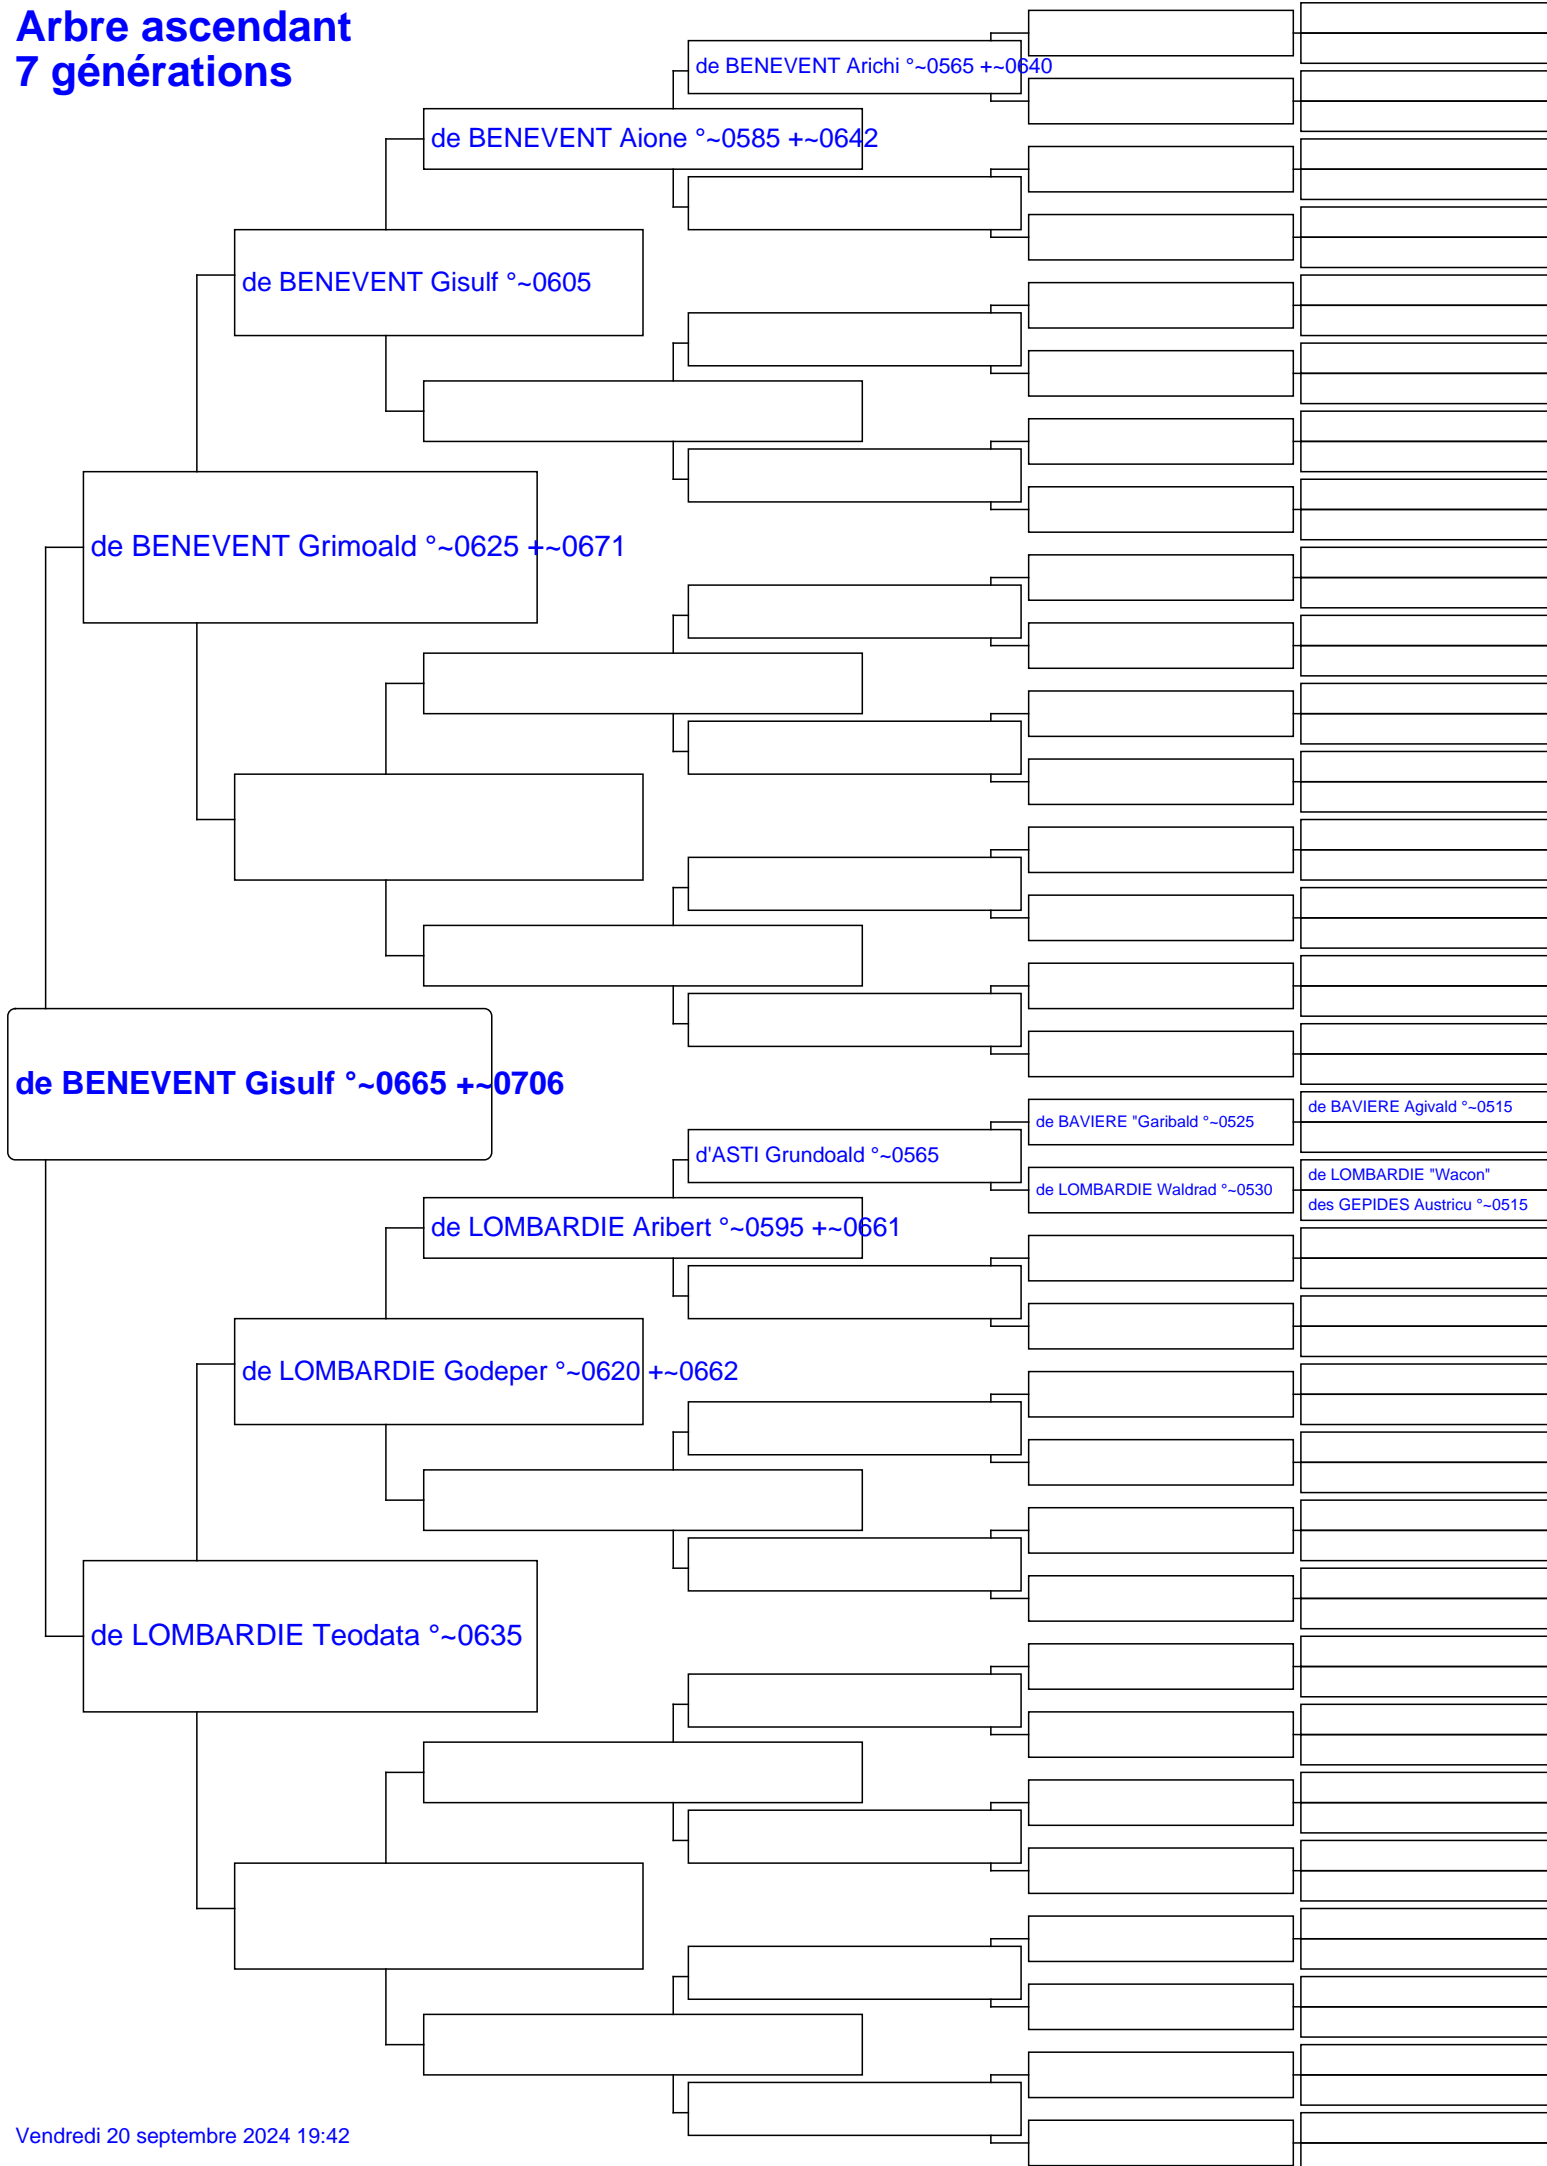 Arbre ascendant
7 générations
de BENEVENT Arichi °~0565 +~0640
de BENEVENT Aione °~0585 +~0642
de BENEVENT Gisulf °~0605
de BENEVENT Grimoald °~0625 +~0671
de BENEVENT Gisulf °~0665 +~0706
de BAVIERE Agivald °~0515
de BAVIERE "Garibald °~0525
d'ASTI Grundoald °~0565
de LOMBARDIE "Wacon"
de LOMBARDIE Waldrad °~0530
des GEPIDES Austricu °~0515
de LOMBARDIE Aribert °~0595 +~0661
de LOMBARDIE Godeper °~0620 +~0662
de LOMBARDIE Teodata °~0635
Vendredi 20 septembre 2024 19:42